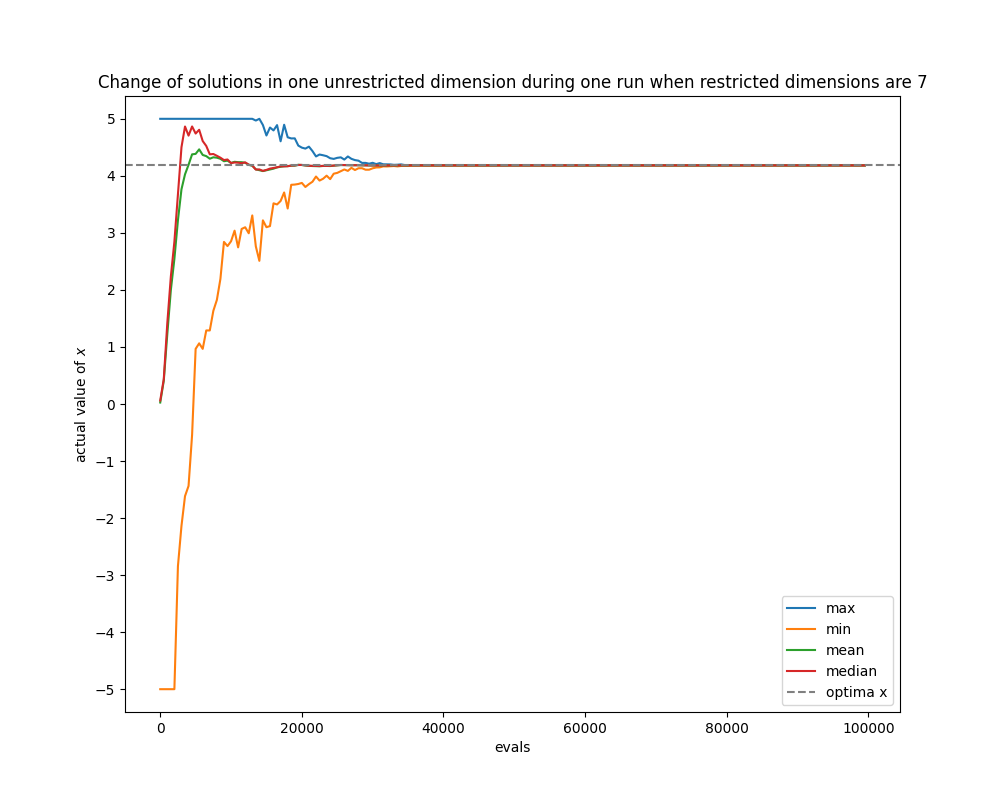 Change of solutions in one unrestricted dimension during one run when restricted dimensions are 7
5
4
3
2
1
0
−1
−2
−3
−4
−5
actual value of x
0 20000 40000 60000 80000 100000
evals
max
min
mean
median
optima x